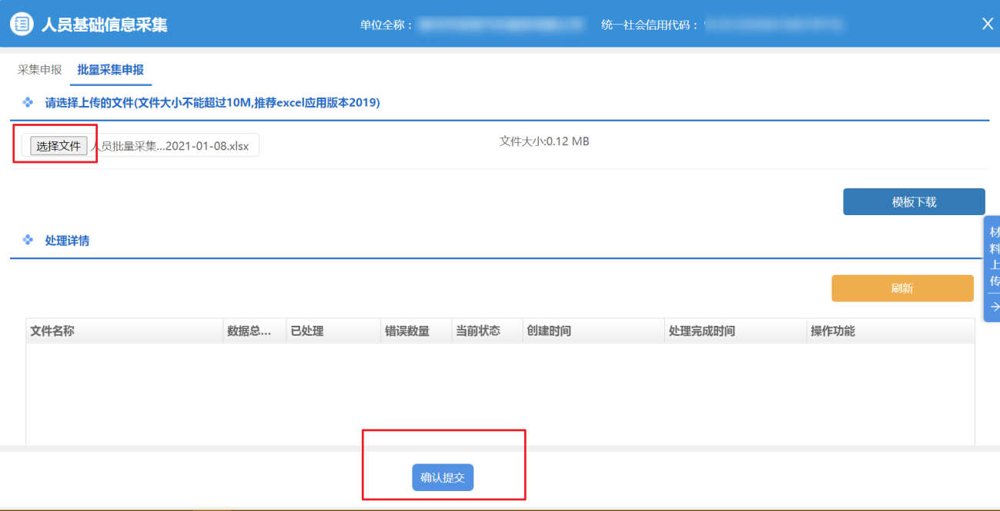 人员基础信息采集
单位全称：
统一社会信用代码：
X
采集申报
批量采集申报
请选择上传的文件(文件大小不能超过10M,推荐excel应用版本2019)
选择文件
人员批量采集...2021-01-08.xlsx
文件大小:0.12 MB
模板下载
材料上传
处理详情
刷新
文件名称 数据总... 已处理 错误数量 当前状态 创建时间 处理完成时间 操作功能
确认提交